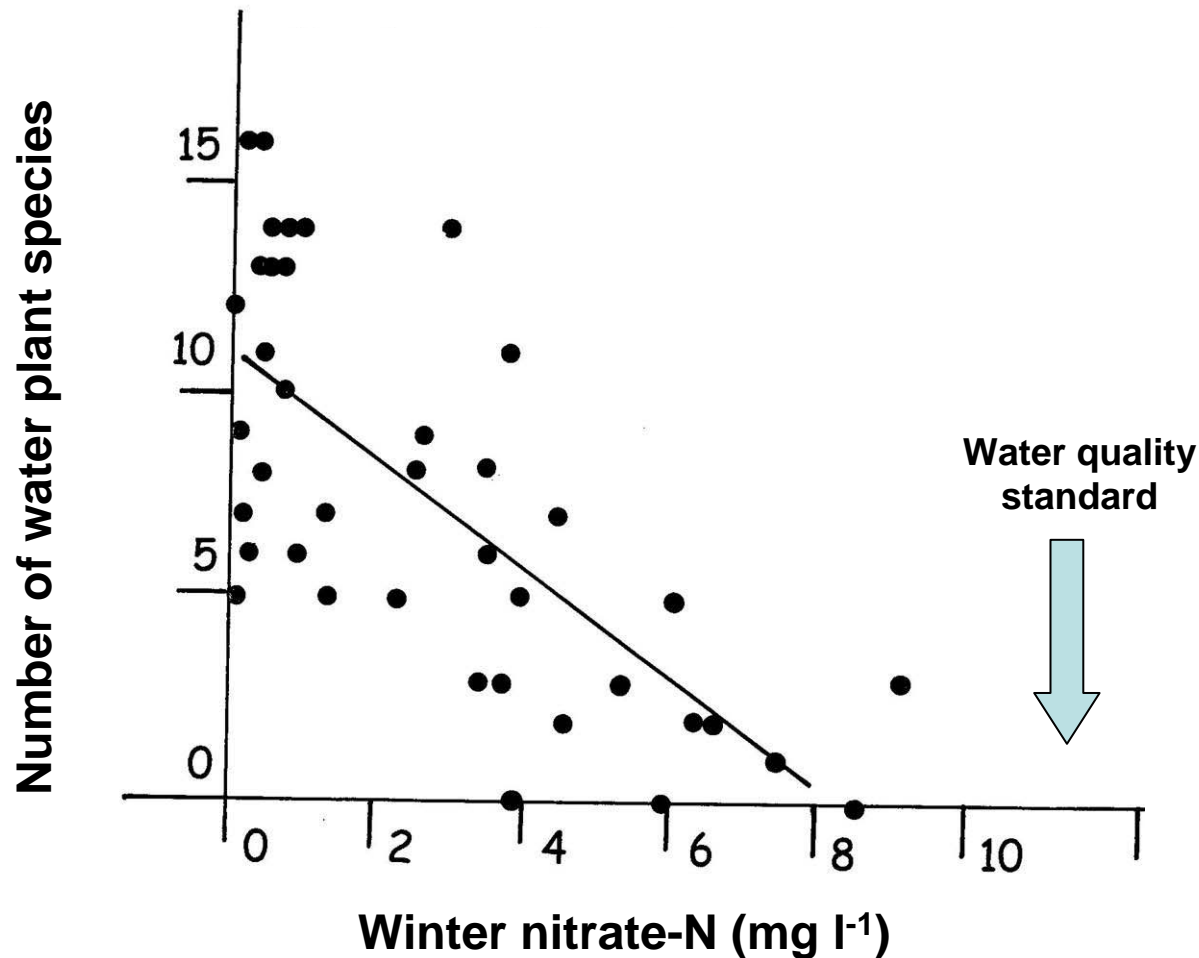 Number of water plant species
15
10
5
0
Water quality
standard
0 2 4 6 8 10
Winter nitrate-N (mg l-1)